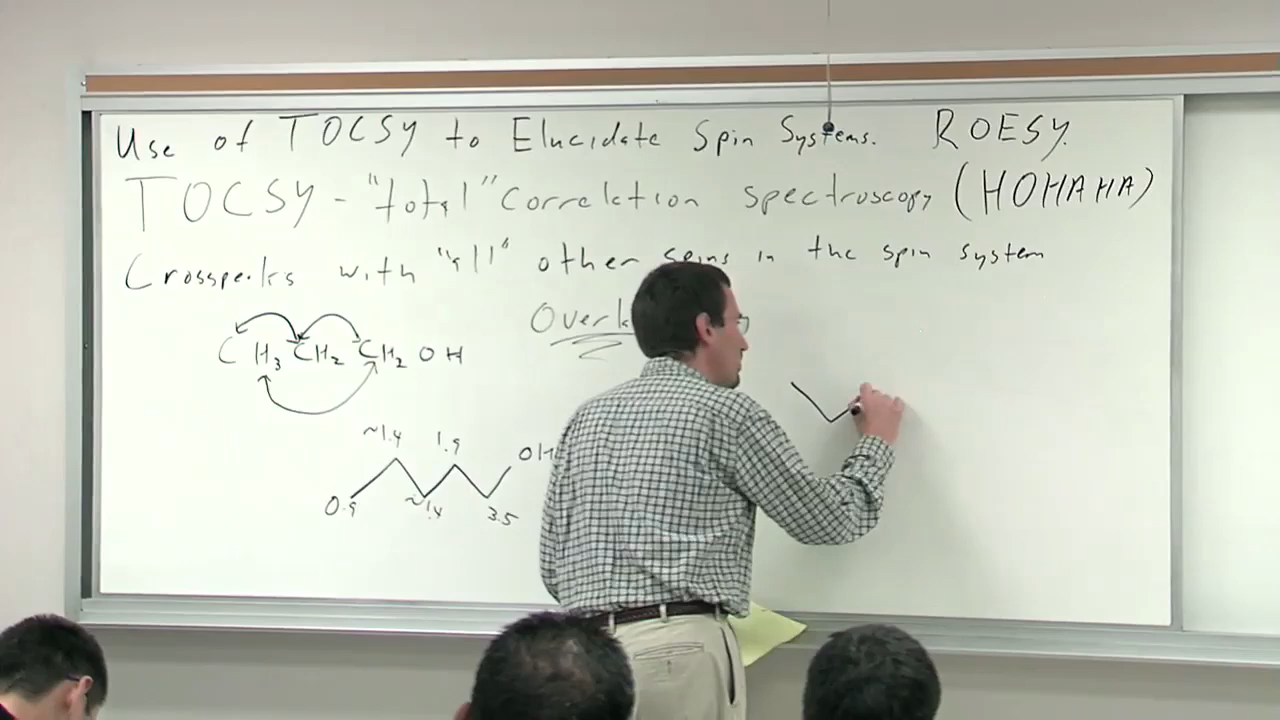 Use of TOCSY to Elucidate Spin Systems. ROESY.
TOCSY - "total" Correlation spectroscopy (HOHAHA)
Crosspeaks with "all" other spins in the spin system
CH3 CH2 CH2 OH
~1.4 1.9 OH
0.9 ~1.4 3.5